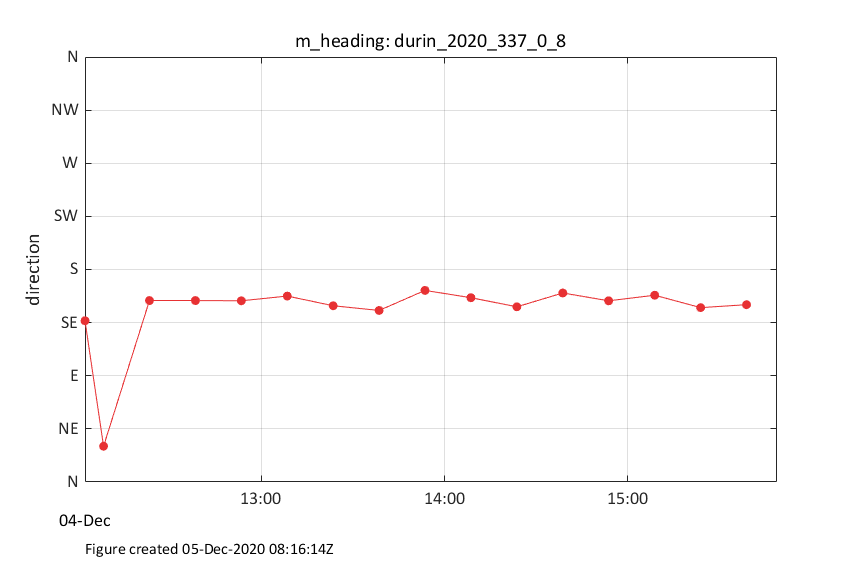 m_heading: durin_2020_337_0_8
N
NW
W
SW
S
SE
E
NE
N
direction
13:00 14:00 15:00
04-Dec
Figure created 05-Dec-2020 08:16:14Z